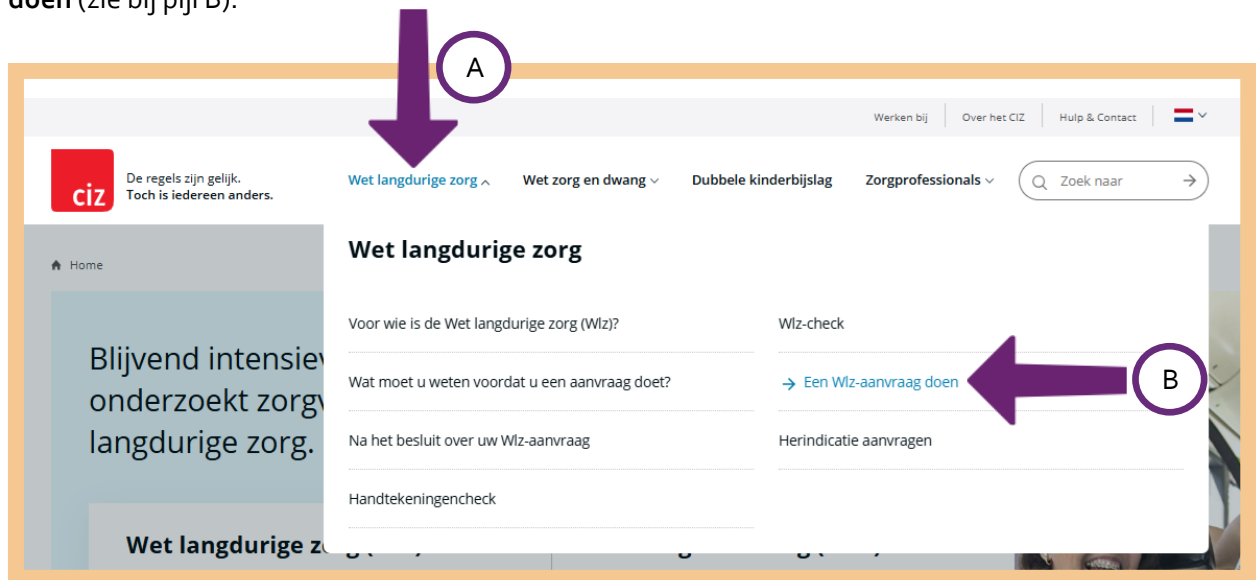 doen (zie bij pijl B).
A
Werken bij Over het CIZ Hulp & Contact
ciz
De regels zijn gelijk.
Toch is iedereen anders.
Wet langdurige zorg Wet zorg en dwang Dubbele kinderbijslag Zorgprofessionals Zoek naar
Home
Wet langdurige zorg
Voor wie is de Wet langdurige zorg (Wlz)? Wlz-check
Wat moet u weten voordat u een aanvraag doet? Een Wlz-aanvraag doen B
Na het besluit over uw Wlz-aanvraag Herindicatie aanvragen
Handtekeningencheck
Blijvend
onderzoekt
langdurige zorg.
Wet langdurige